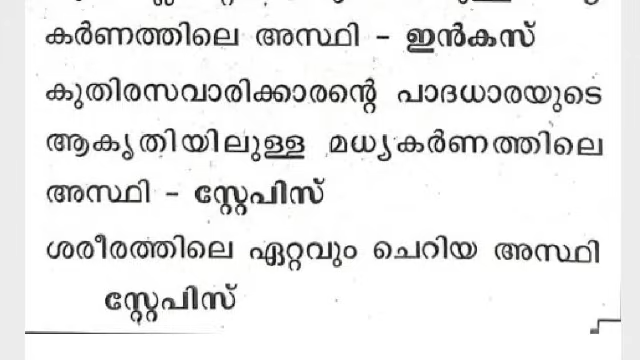 കർണത്തിലെ അസ്ഥി - ഇൻകസ്
കുതിരസവാരിക്കാരന്റെ പാദധാരയുടെ
ആകൃതിയിലുള്ള മധ്യകർണത്തിലെ
അസ്ഥി - സ്റ്റേപിസ്
ശരീരത്തിലെ ഏറ്റവും ചെറിയ അസ്ഥി
സ്റ്റേപിസ്